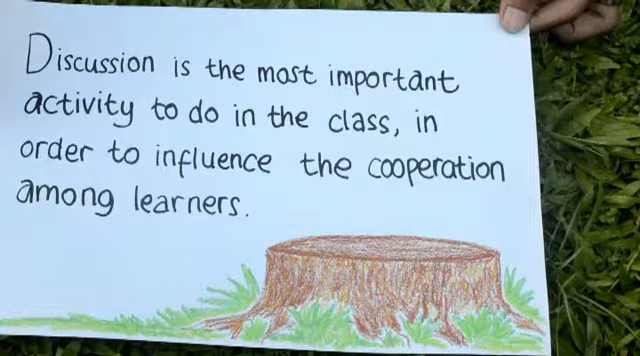 Discussion is the most important
activity to do in the class, in
order to influence the cooperation
among learners.